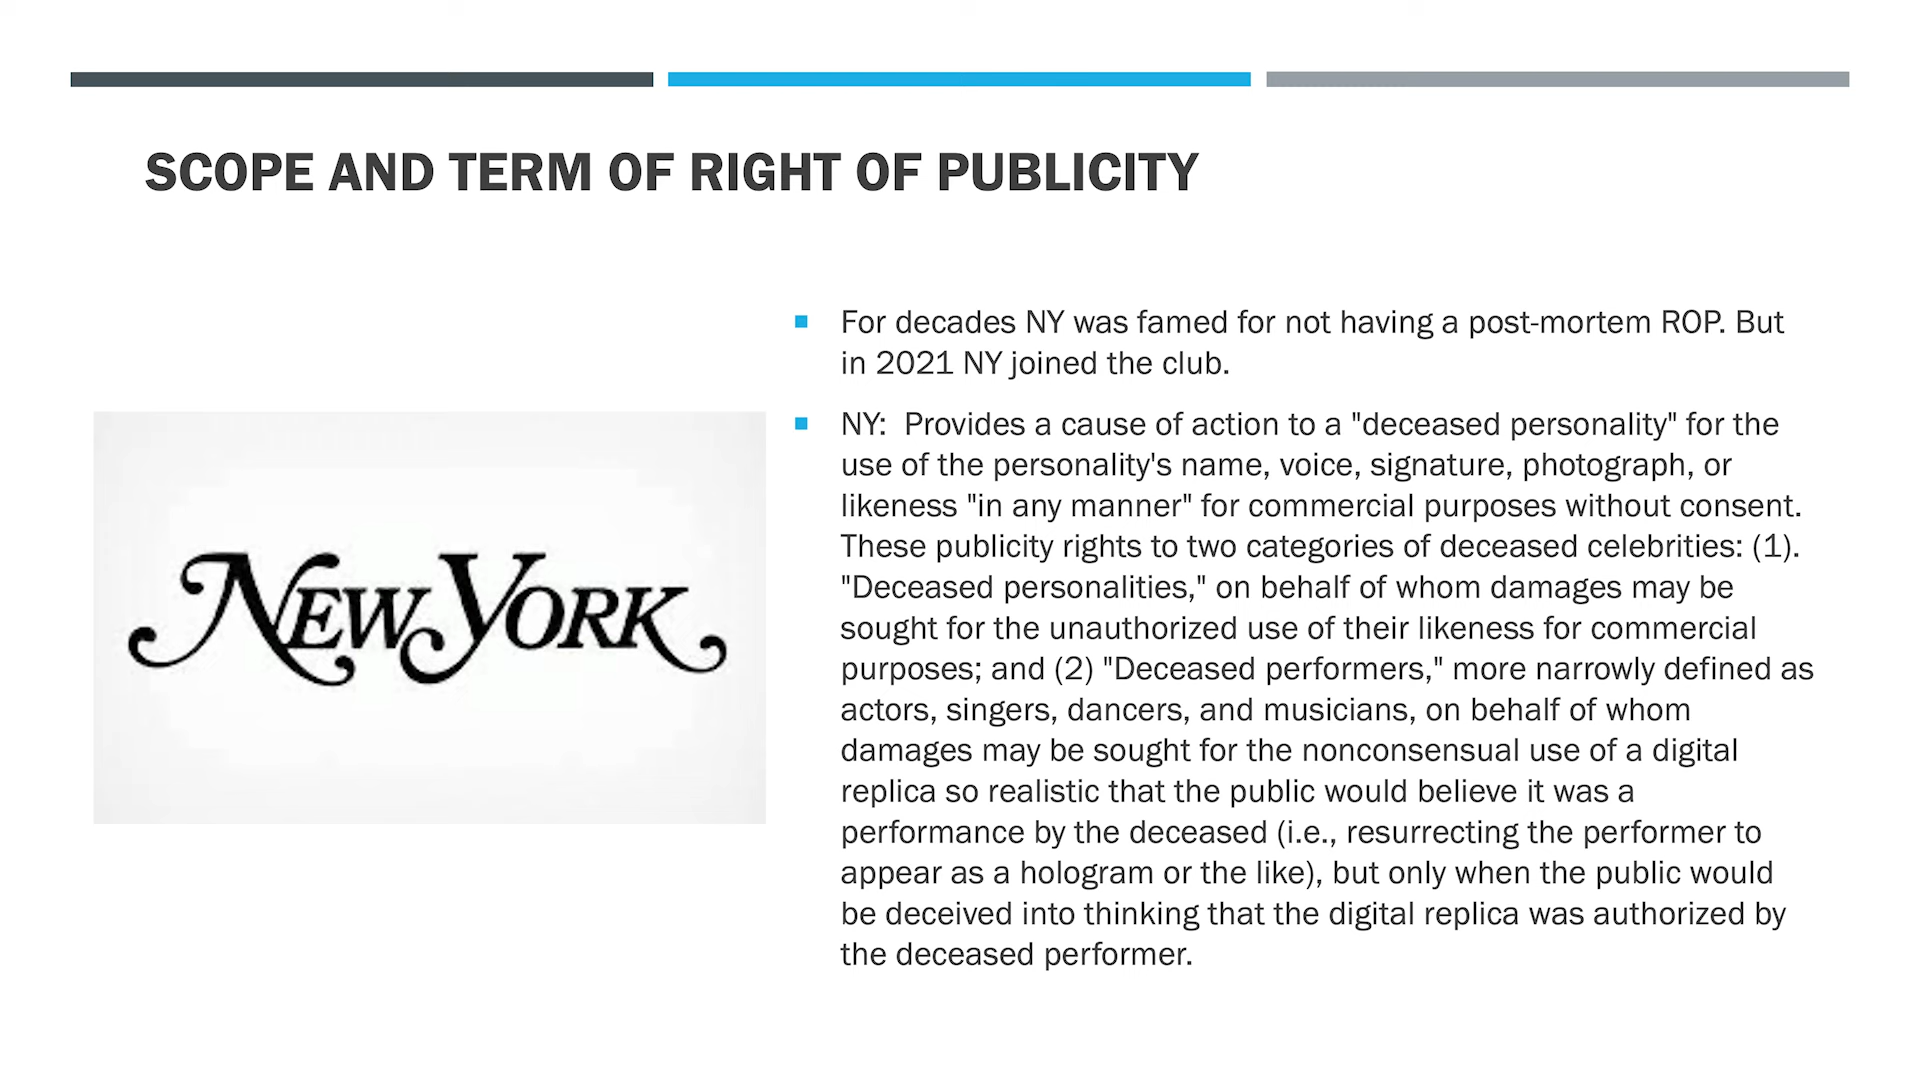 SCOPE AND TERM OF RIGHT OF PUBLICITY
NEW YORK
For decades NY was famed for not having a post-mortem ROP. But
in 2021 NY joined the club.
NY:  Provides a cause of action to a "deceased personality" for the
use of the personality's name, voice, signature, photograph, or
likeness "in any manner" for commercial purposes without consent.
These publicity rights to two categories of deceased celebrities: (1).
"Deceased personalities," on behalf of whom damages may be
sought for the unauthorized use of their likeness for commercial
purposes; and (2) "Deceased performers," more narrowly defined as
actors, singers, dancers, and musicians, on behalf of whom
damages may be sought for the nonconsensual use of a digital
replica so realistic that the public would believe it was a
performance by the deceased (i.e., resurrecting the performer to
appear as a hologram or the like), but only when the public would
be deceived into thinking that the digital replica was authorized by
the deceased performer.